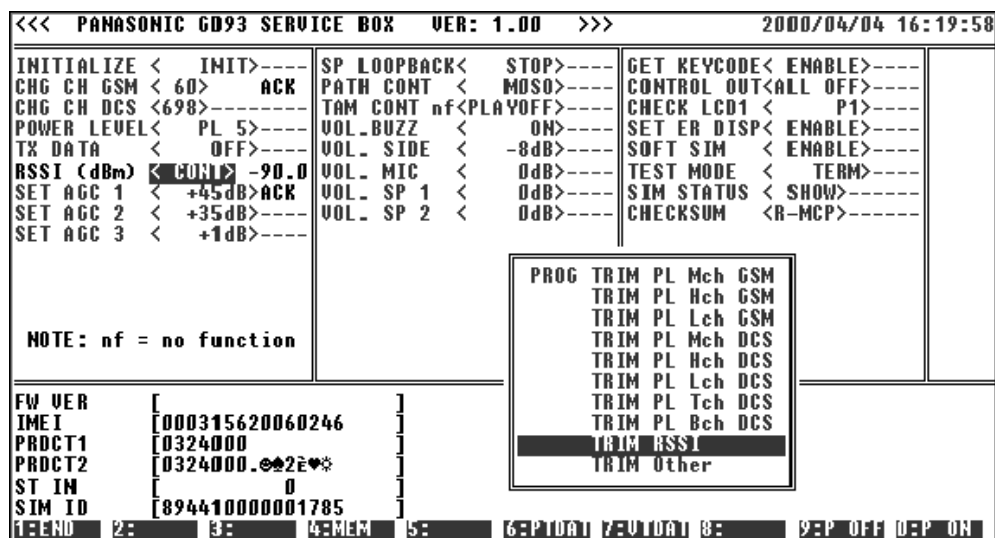 <<< PANASONIC GD93 SERVICE BOX VER: 1.00 >>> 2000/04/04 16:19:58
INITIALIZE < INIT>----
CHG CH GSM < 60> ACK
CHG CH DCS <698>---------
POWER LEVEL< PL 5>----
TX DATA < OFF>----
RSSI (dBm) < CONT> -90.0
SET AGC 1 < +45dB>ACK
SET AGC 2 < +35dB>----
SET AGC 3 < +1dB>----
NOTE: nf = no function
SP LOOPBACK< STOP>----
PATH CONT < M0S0>----
TAM CONT nf<PLAYOFF>----
VOL_BUZZ < ON>----
VOL_ SIDE < -8dB>----
VOL_ MIC < 0dB>----
VOL_ SP 1 < 0dB>----
VOL_ SP 2 < 0dB>----
GET KEYCODE< ENABLE>----
CONTROL OUT<ALL OFF>----
CHECK LCD1 < P1>----
SET ER DISP< ENABLE>----
SOFT SIM < ENABLE>----
TEST MODE < TERM>----
SIM STATUS < SHOW>------
CHECKSUM <R-MCP>------
PROG TRIM PL Mch GSM
TRIM PL Hch GSM
TRIM PL Lch GSM
TRIM PL Mch DCS
TRIM PL Hch DCS
TRIM PL Lch DCS
TRIM PL Tch DCS
TRIM PL Bch DCS
TRIM RSSI
TRIM Other
FW VER [ ]
IMEI [000315620060246 ]
PRDCT1 [0324000 ]
PRDCT2 [0324000.☻♠2è♥☼ ]
ST IN [ 0 ]
SIM ID [894410000001785 ]
1:END 2: 3: 4:MEM 5: 6:PTDAT 7:VTDAT 8: 9:P OFF 0:P ON